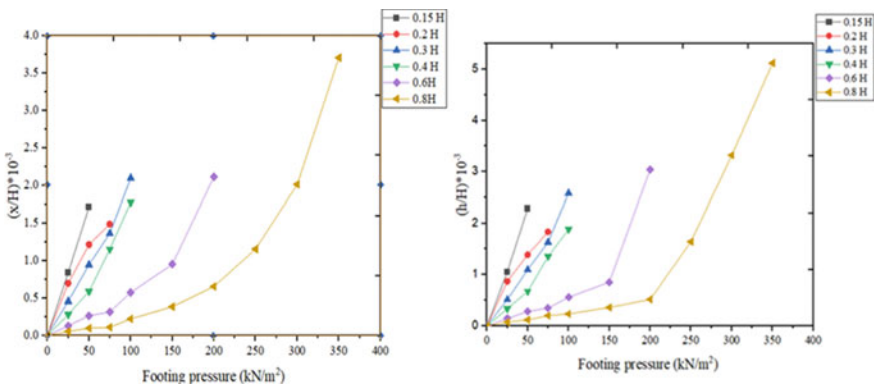 0.15 H
0.2 H
0.3 H
0.4 H
0.6H
0.8H
4.0
3.5
3.0
2.5
2.0
1.5
1.0
0.5
0.0
(x/H)*10⁻³
0 50 100 150 200 250 300 350 400
Footing pressure (kN/m²)
0.15 H
0.2 H
0.3 H
0.4 H
0.6 H
0.8 H
5
4
3
2
1
0
(h/H)*10⁻³
0 50 100 150 200 250 300 350 400
Footing pressure (kN/m²)